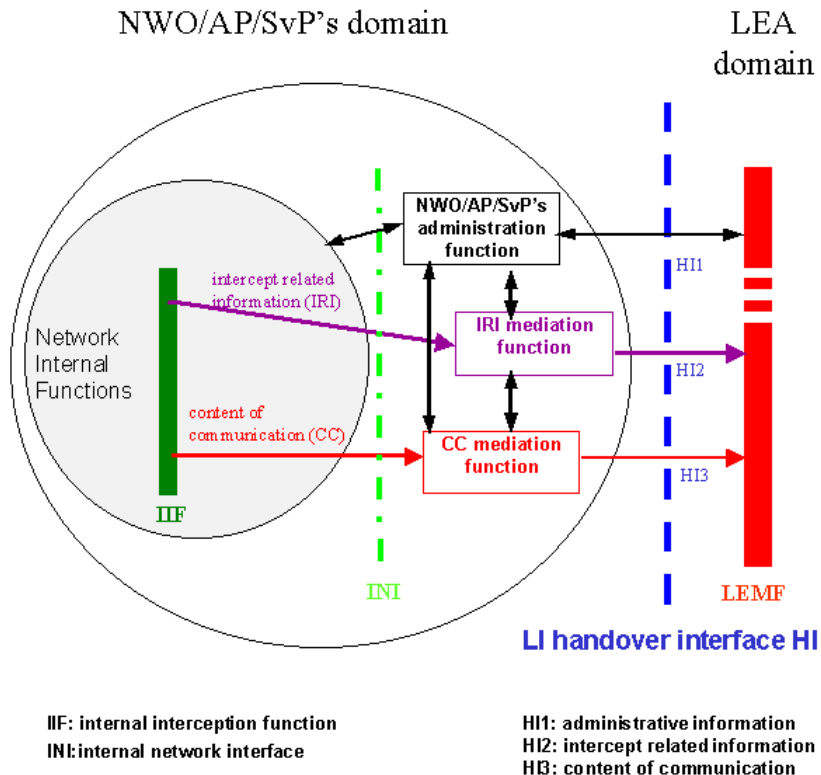 NWO/AP/SvP's domain
LEA
domain
NWO/AP/SvP's
administration
function
HI1
intercept related
information (IRI)
IRI mediation
function
Network
Internal
Functions
HI2
content of
communication (CC)
CC mediation
function
HI3
IIF
INI
LEMF
LI handover interface HI
IIF: internal interception function
INI:internal network interface
HI1: administrative information
HI2: intercept related information
HI3: content of communication